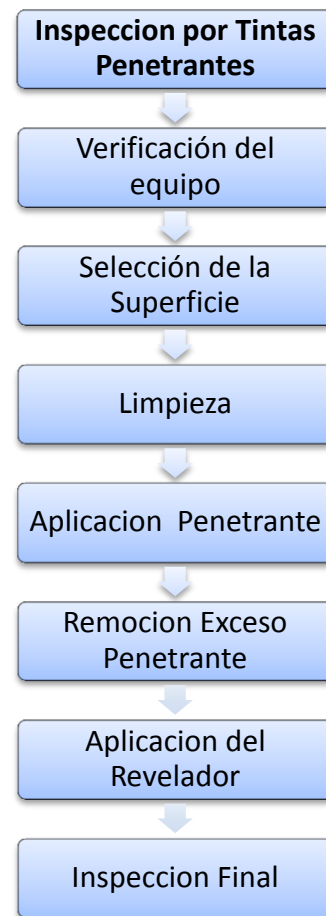 Inspeccion por Tintas
Penetrantes
Verificación del
equipo
Selección de la
Superficie
Limpieza
Aplicacion Penetrante
Remocion Exceso
Penetrante
Aplicacion del
Revelador
Inspeccion Final